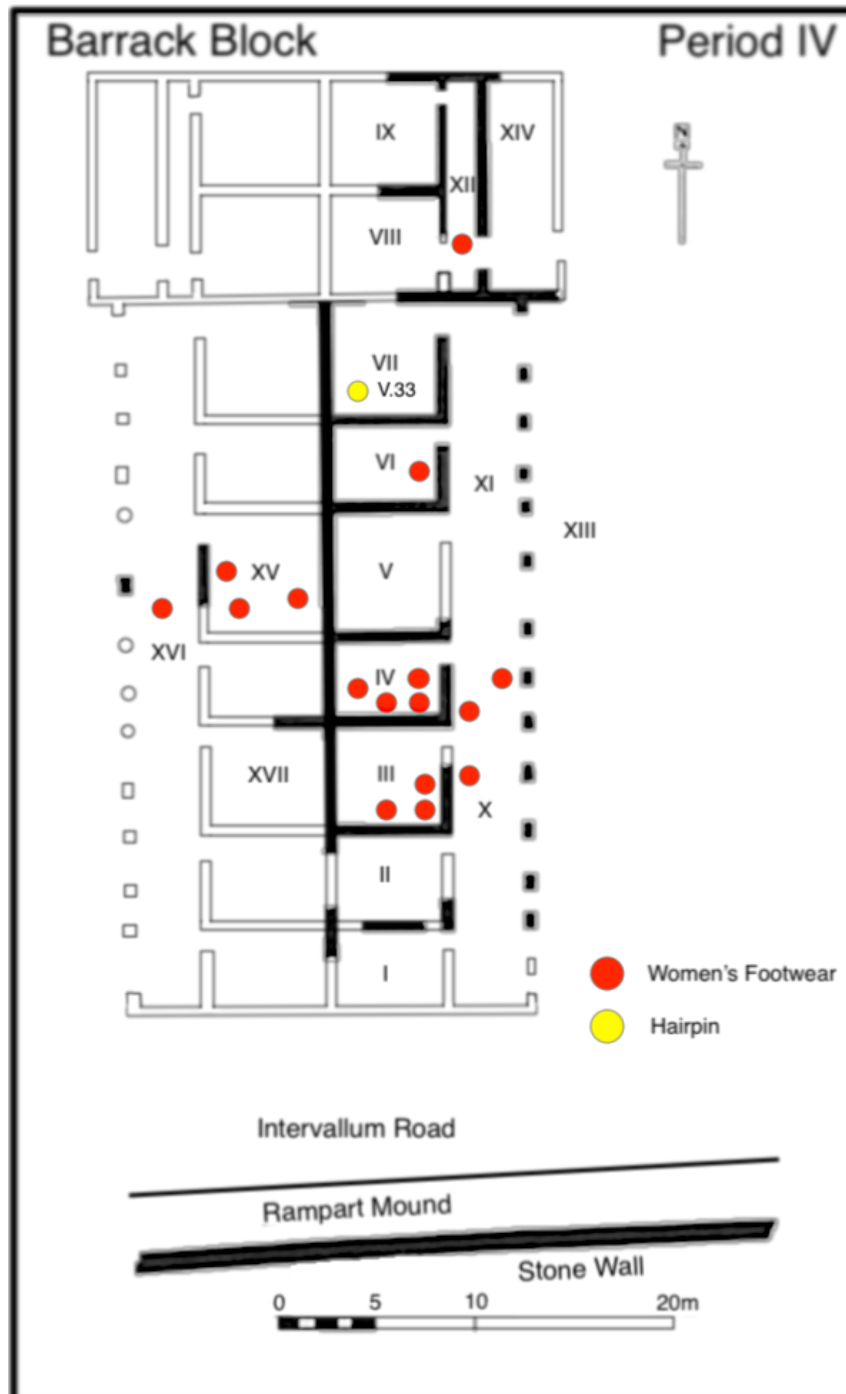 Barrack Block
Period IV
N
IX
XIV
XII
VIII
VII
V.33
VI
XI
XIII
XV
V
XVI
IV
XVII
III
X
II
I
Women's Footwear
Hairpin
Intervallum Road
Rampart Mound
Stone Wall
0 5 10 20m